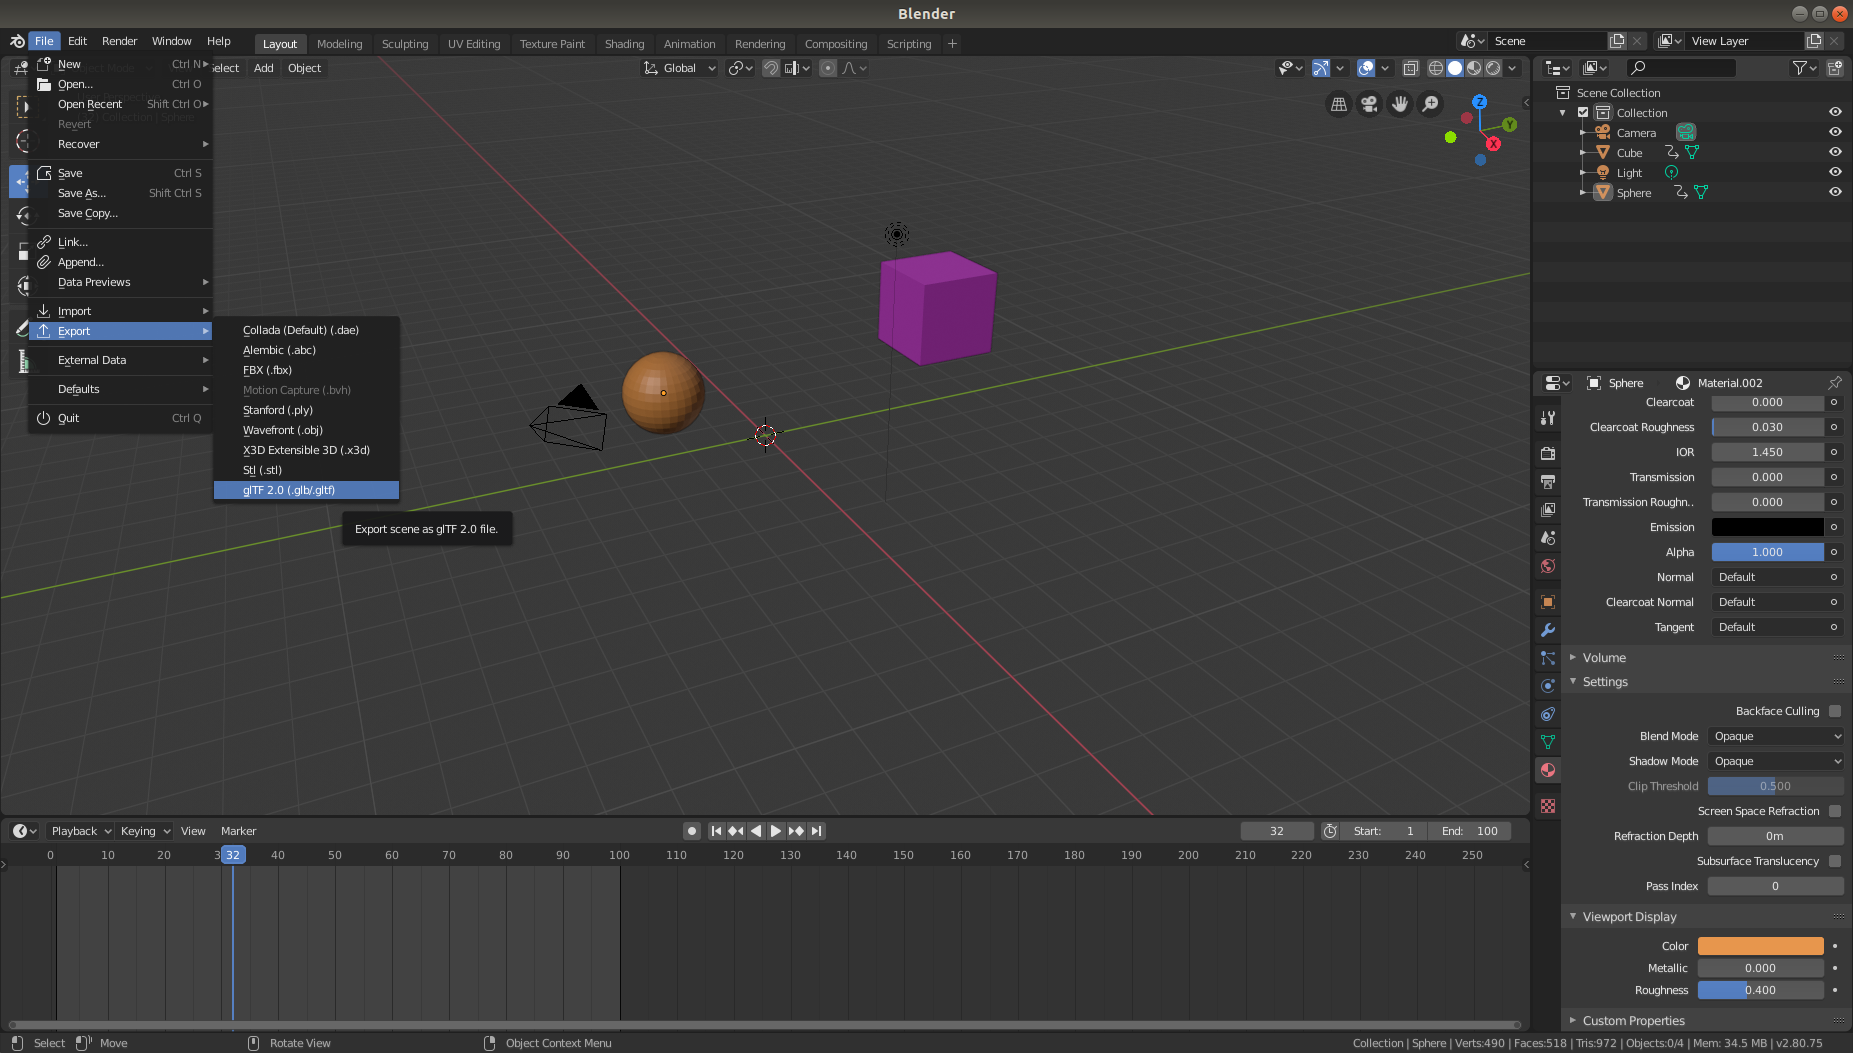 Blender
File Edit Render Window Help Layout Modeling Sculpting UV Editing Texture Paint Shading Animation Rendering Compositing Scripting + Scene View Layer
Select Add Object Global
New Ctrl N
Open... Ctrl O
Open Recent Shift Ctrl O
Revert
Recover
Save Ctrl S
Save As... Shift Ctrl S
Save Copy...
Link...
Append...
Data Previews
Import
Export
External Data
Defaults
Quit Ctrl Q
Collada (Default) (.dae)
Alembic (.abc)
FBX (.fbx)
Motion Capture (.bvh)
Stanford (.ply)
Wavefront (.obj)
X3D Extensible 3D (.x3d)
Stl (.stl)
glTF 2.0 (.glb/.gltf)
Export scene as glTF 2.0 file.
Collection | Sphere
Z
Y
X
Scene Collection
Collection
Camera
Cube
Light
Sphere
Sphere Material.002
Clearcoat 0.000
Clearcoat Roughness 0.030
IOR 1.450
Transmission 0.000
Transmission Roughn.. 0.000
Emission
Alpha 1.000
Normal Default
Clearcoat Normal Default
Tangent Default
Volume
Settings
Backface Culling
Blend Mode Opaque
Shadow Mode Opaque
Clip Threshold 0.500
Screen Space Refraction
Refraction Depth 0m
Subsurface Translucency
Pass Index 0
Viewport Display
Color
Metallic 0.000
Roughness 0.400
Custom Properties
Playback Keying View Marker 32 Start: 1 End: 100
0 10 20 3 32 40 50 60 70 80 90 100 110 120 130 140 150 160 170 180 190 200 210 220 230 240 250
Select Move Rotate View Object Context Menu Collection | Sphere | Verts:490 | Faces:518 | Tris:972 | Objects:0/4 | Mem: 34.5 MB | v2.80.75